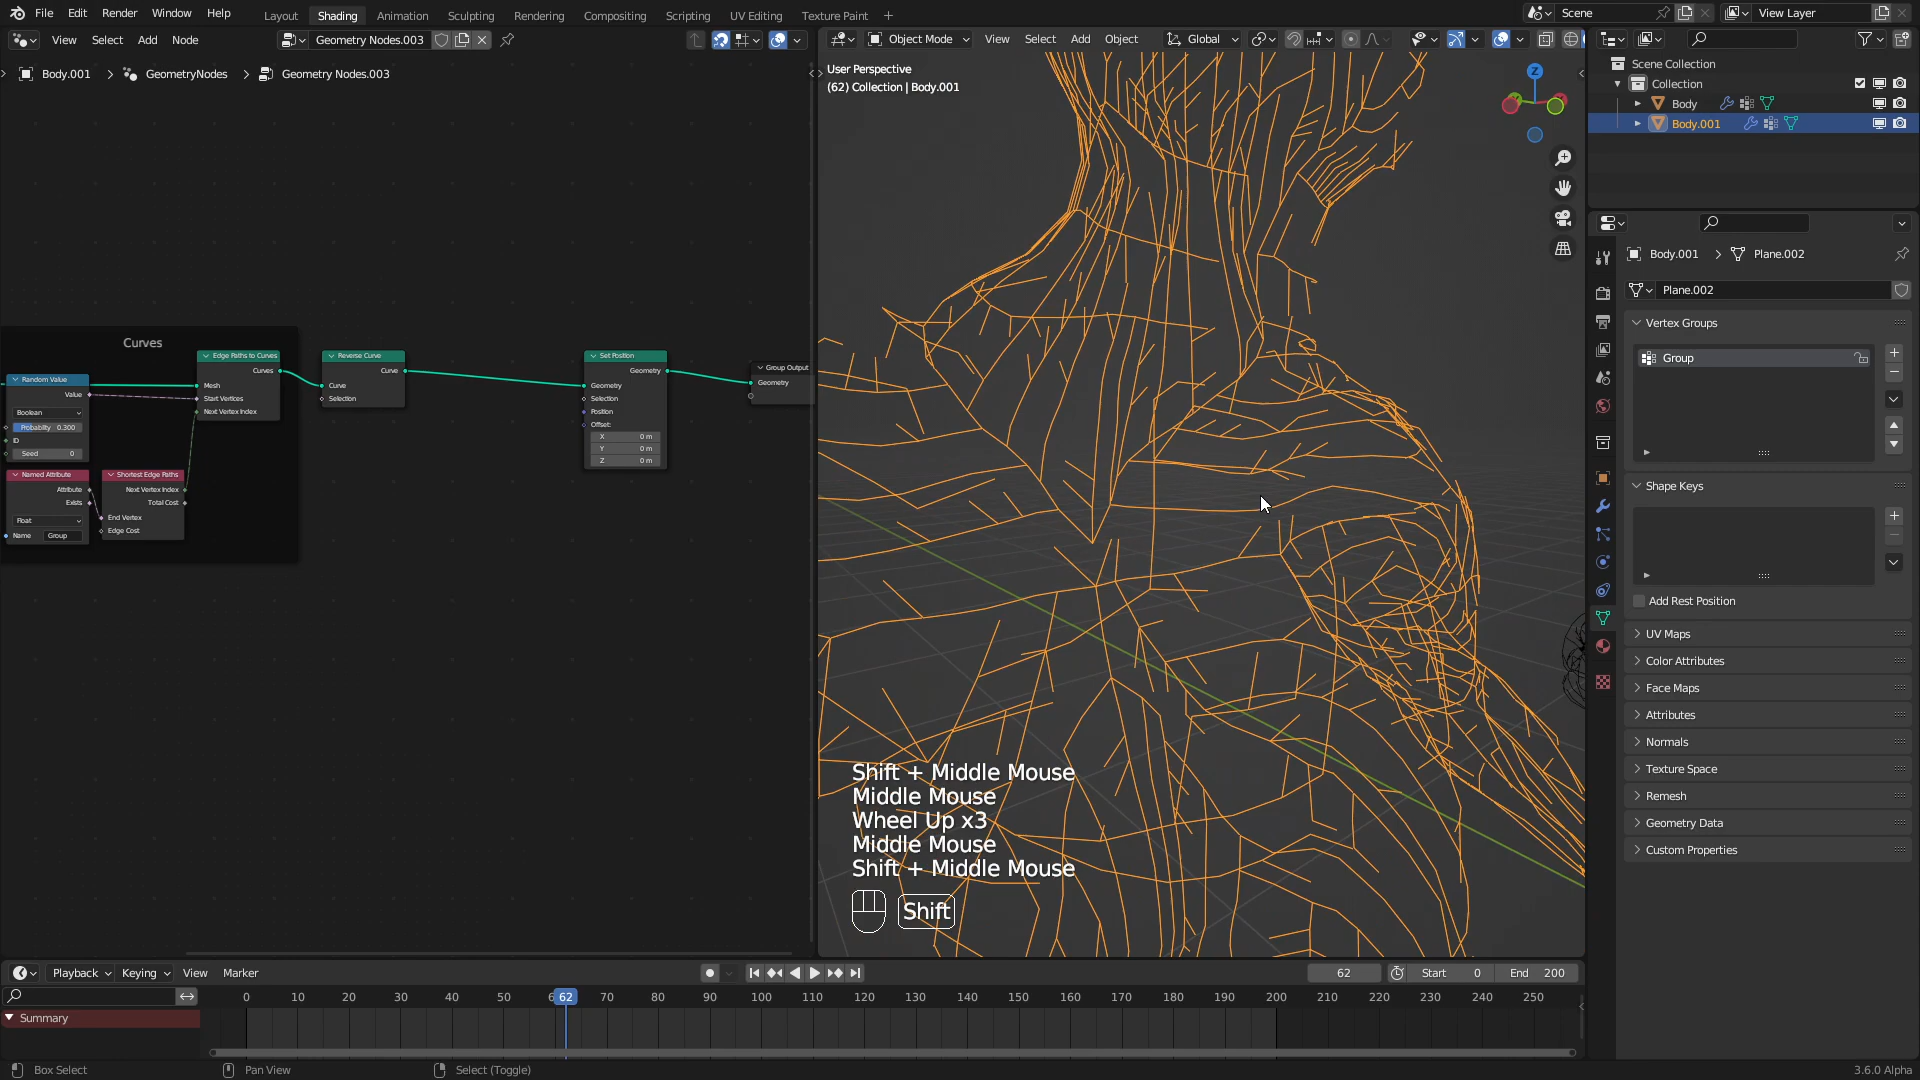 File Edit Render Window Help
Layout Shading Animation Sculpting Rendering Compositing Scripting UV Editing Texture Paint +
Scene View Layer
View Select Add Node Geometry Nodes.003
Object Mode View Select Add Object Global
Body.001 > GeometryNodes > Geometry Nodes.003
User Perspective
(62) Collection | Body.001
Z
Scene Collection
Collection
Body
Body.001
Curves
Edge Paths to Curves
Curves
Mesh
Start Vertices
Next Vertex Index
Random Value
Value
Boolean
Probability 0.300
ID
Seed 0
Named Attribute
Attribute
Exists
Float
Name Group
Shortest Edge Paths
Next Vertex Index
Total Cost
End Vertex
Edge Cost
Reverse Curve
Curve
Curve
Selection
Set Position
Geometry
Geometry
Selection
Position
Offset:
X 0 m
Y 0 m
Z 0 m
Group Output
Geometry
Shift + Middle Mouse
Middle Mouse
Wheel Up x3
Middle Mouse
Shift + Middle Mouse
Shift
Body.001 > Plane.002
Plane.002
Vertex Groups
Group
Shape Keys
Add Rest Position
UV Maps
Color Attributes
Face Maps
Attributes
Normals
Texture Space
Remesh
Geometry Data
Custom Properties
Playback Keying View Marker
62 Start 0 End 200
0 10 20 30 40 50 62 70 80 90 100 110 120 130 140 150 160 170 180 190 200 210 220 230 240 250
Summary
Box Select Pan View Select (Toggle) 3.6.0 Alpha